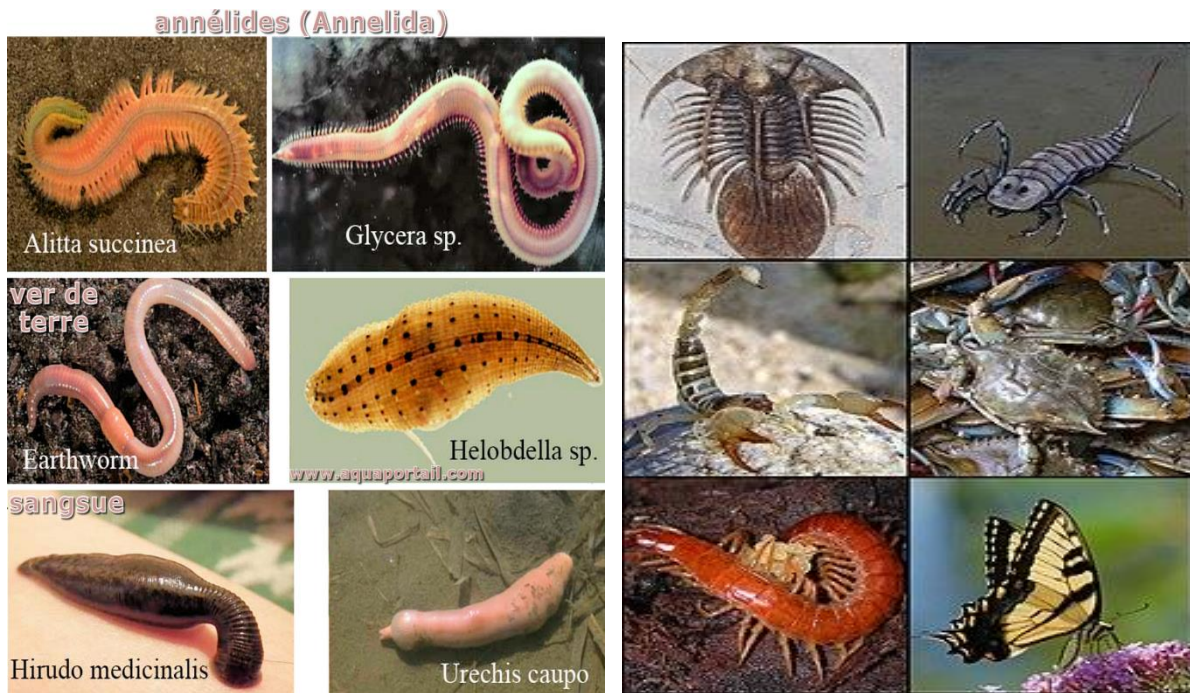 annélides (Annelida)
Alitta succinea
Glycera sp.
ver de
terre
Earthworm
Helobdella sp.
www.aquaportail.com
sangsue
Hirudo medicinalis
Urechis caupo